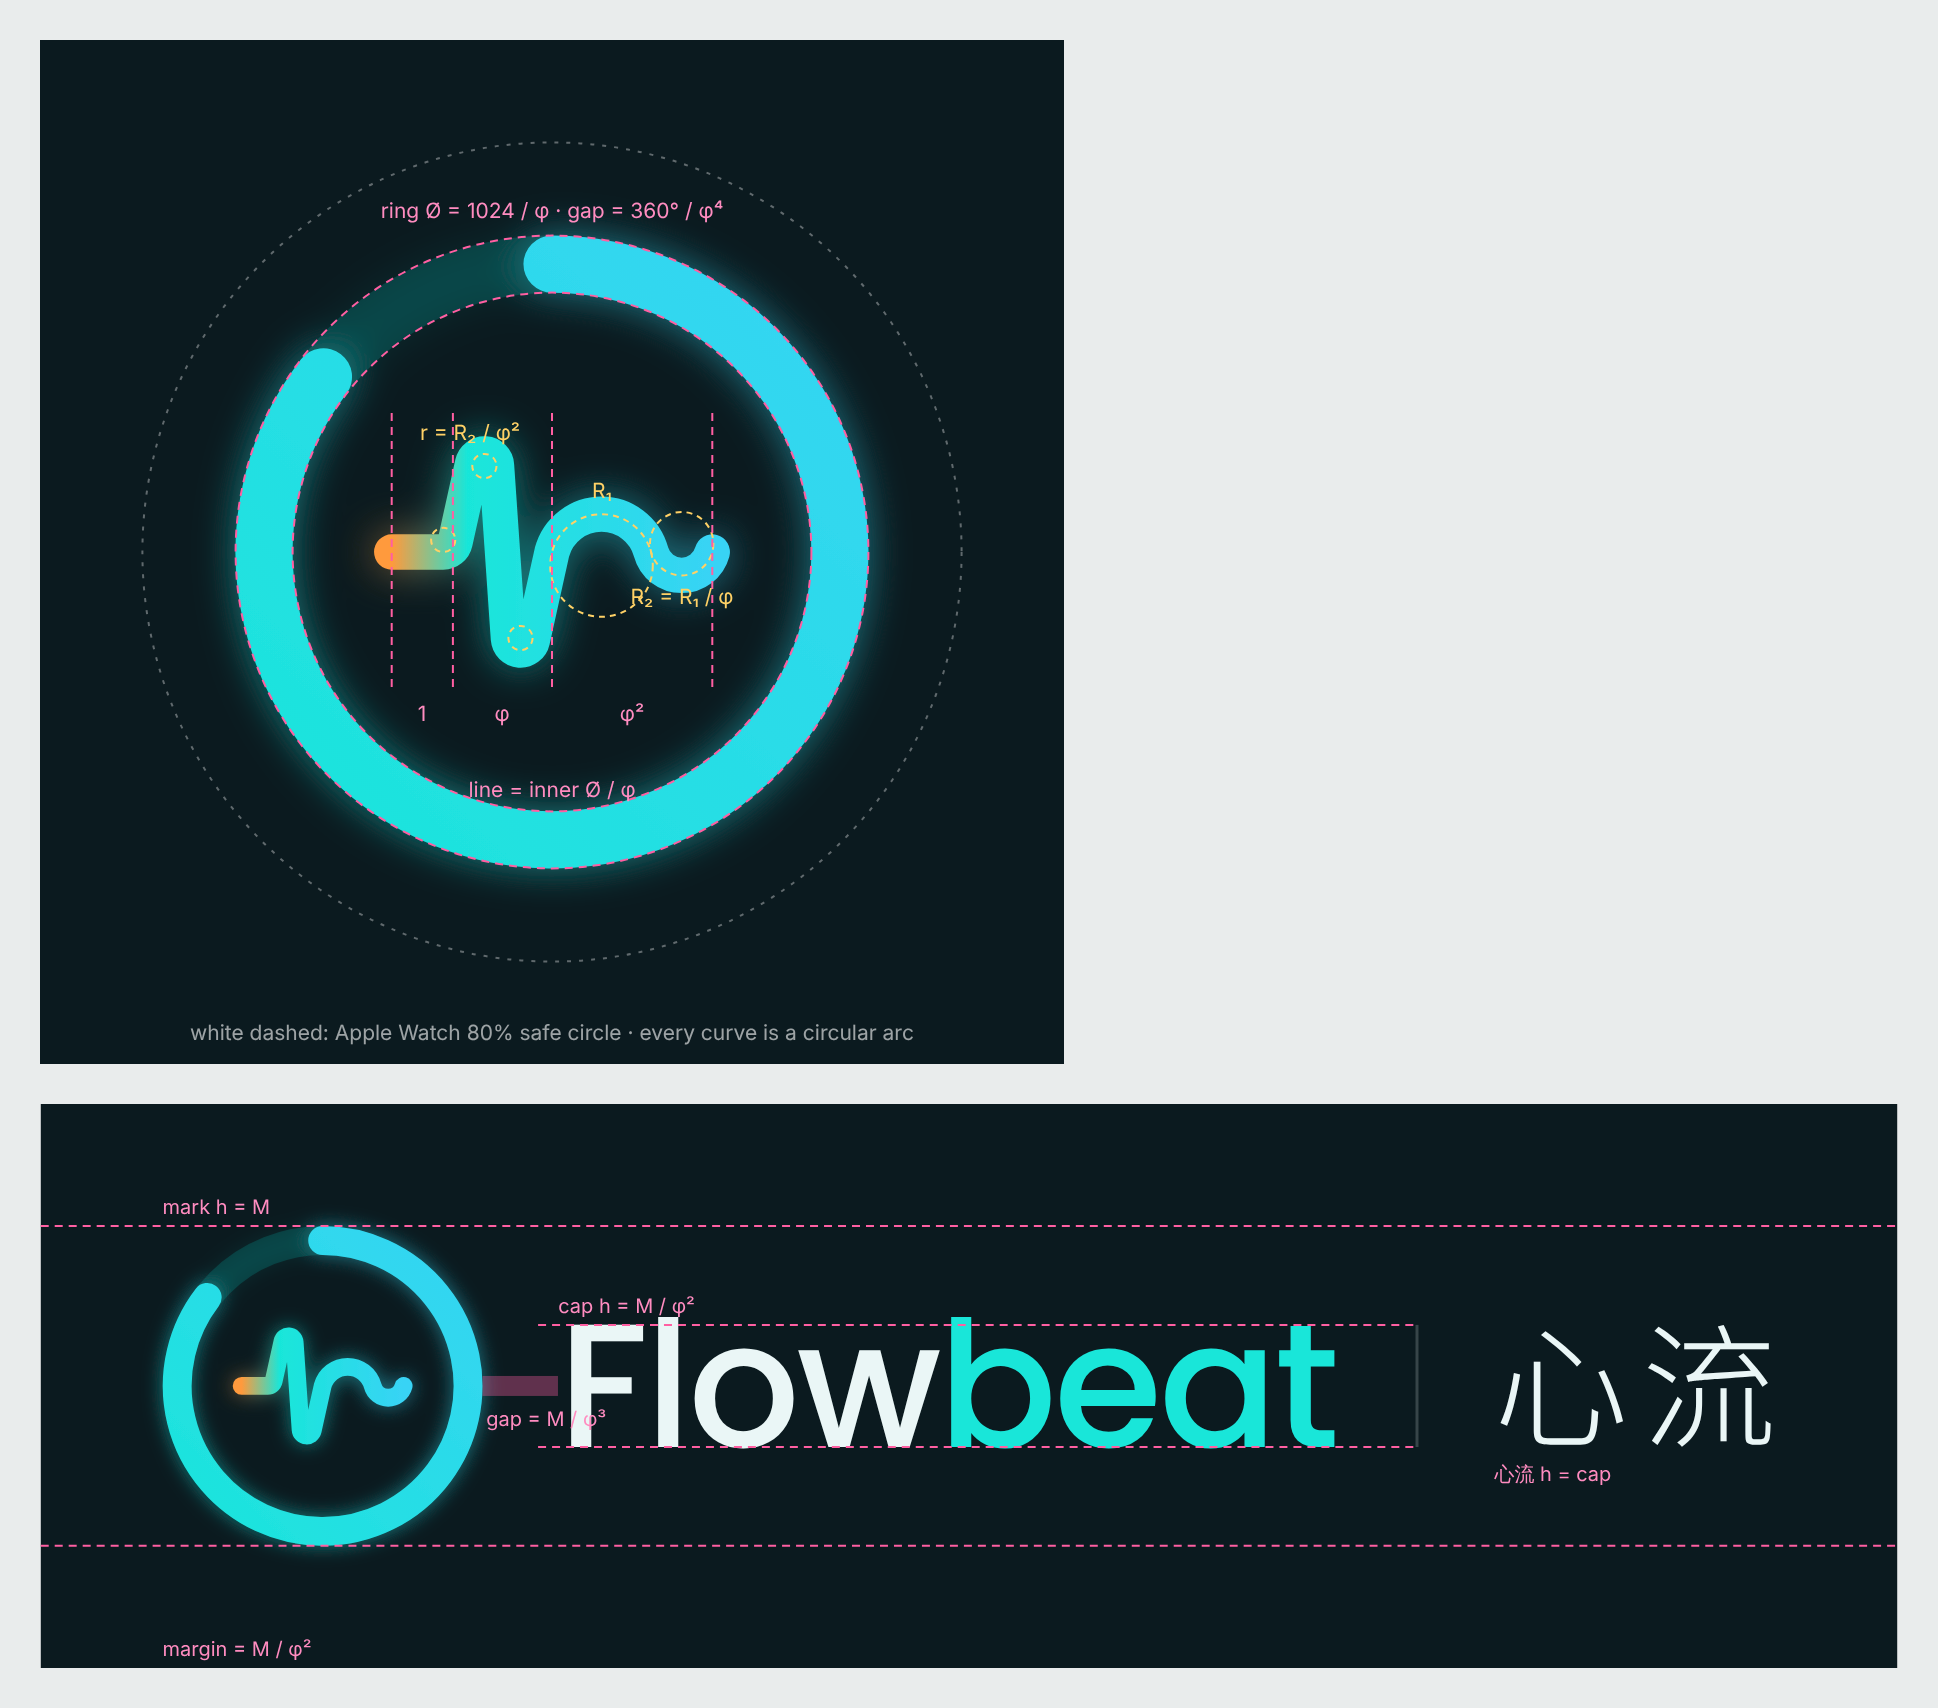 ring Ø = 1024 / φ · gap = 360° / φ⁴
r = R₂ / φ²
R₁
R₂ = R₁ / φ
1 φ φ²
line = inner Ø / φ
white dashed: Apple Watch 80% safe circle · every curve is a circular arc
mark h = M
cap h = M / φ²
Flowbeat 心流
gap = M / φ³
心流 h = cap
margin = M / φ²